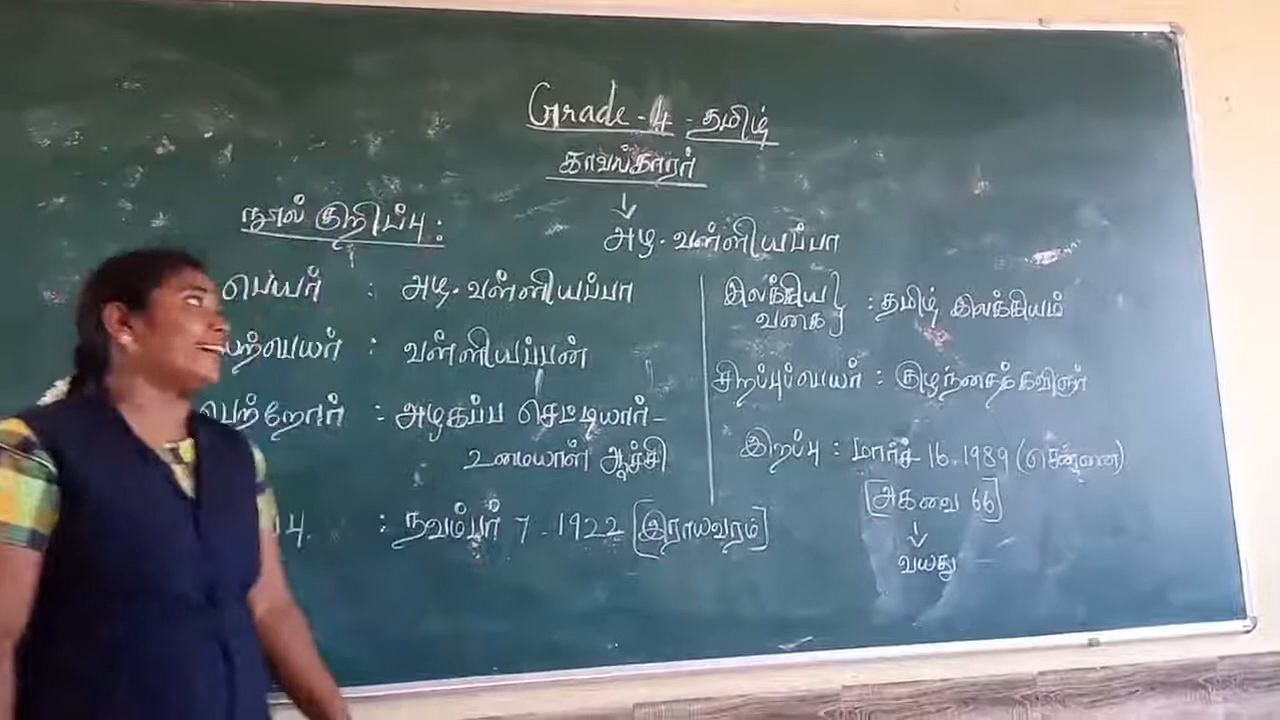 Grade - 4 - தமிழ்
காவல்காரர்
அழ. வள்ளியப்பா
நூல் குறிப்பு :
பெயர் : அழ. வள்ளியப்பா
யற்பெயர் : வள்ளியப்பன்
பெற்றோர் : அழகப்ப செட்டியார் -
உமையாள் ஆச்சி
பு. : நவம்பர் 7 - 1922 [இராயவரம்]
இலக்கிய வகை } : தமிழ் இலக்கியம்
சிறப்புப்பெயர் : குழந்தைக்கவிஞர்
இறப்பு : மார்ச் 16. 1989 (சென்னை)
[அகவை 66]
வயது